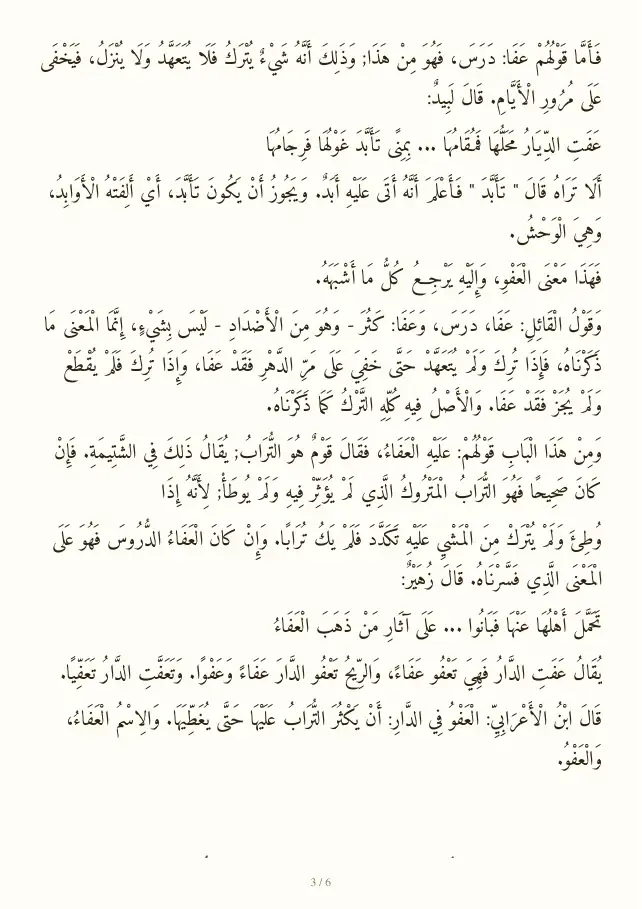 فَأَمَّا قَوْلُهُمْ عَفَا: دَرَسَ، فَهُوَ مِنْ هَذَا; وَذَلِكَ أَنَّهُ شَيْءٌ يُتْرَكُ فَلَا يُتَعَهَّدُ وَلَا يُنْزَلُ، فَيَخْفَى
عَلَى مُرُورِ الْأَيَّامِ. قَالَ لَبِيدٌ:
عَفَتِ الدِّيَارُ مَحَلُّهَا فَمُقَامُهَا ... بِمِنًى تَأَبَّدَ غَوْلُهَا فَرِجَامُهَا
أَلَا تَرَاهُ قَالَ " تَأَبَّدَ " فَأَعْلَمَ أَنَّهُ أَتَى عَلَيْهِ أَبَدٌ. وَيَجُوزُ أَنْ يَكُونَ تَأَبَّدَ، أَيْ أَلِفَتْهُ الْأَوَابِدُ،
وَهِيَ الْوَحْشُ.
فَهَذَا مَعْنَى الْعَفْوِ، وَإِلَيْهِ يَرْجِعُ كُلُّ مَا أَشْبَهَهُ.
وَقَوْلُ الْقَائِلِ: عَفَا، دَرَسَ، وَعَفَا: كَثُرَ - وَهُوَ مِنَ الْأَضْدَادِ - لَيْسَ بِشَيْءٍ، إِنَّمَا الْمَعْنَى مَا
ذَكَرْنَاهُ، فَإِذَا تُرِكَ وَلَمْ يُتَعَهَّدْ حَتَّى خَفِيَ عَلَى مَرِّ الدَّهْرِ فَقَدْ عَفَا، وَإِذَا تُرِكَ فَلَمْ يُقْطَعْ
وَلَمْ يُجَزْ فَقَدْ عَفَا. وَالْأَصْلُ فِيهِ كُلِّهِ التَّرْكُ كَمَا ذَكَرْنَاهُ.
وَمِنْ هَذَا الْبَابِ قَوْلُهُمْ: عَلَيْهِ الْعَفَاءُ، فَقَالَ قَوْمٌ هُوَ التُّرَابُ; يُقَالُ ذَلِكَ فِي الشَّتِيمَةِ. فَإِنْ
كَانَ صَحِيحًا فَهُوَ التُّرَابُ الْمَتْرُوكُ الَّذِي لَمْ يُؤَثِّرْ فِيهِ وَلَمْ يُوطَأْ; لِأَنَّهُ إِذَا
وُطِئَ وَلَمْ يُتْرَكْ مِنَ الْمَشْيِ عَلَيْهِ تَكَدَّدَ فَلَمْ يَكُ تُرَابًا. وَإِنْ كَانَ الْعَفَاءُ الدُّرُوسَ فَهُوَ عَلَى
الْمَعْنَى الَّذِي فَسَّرْنَاهُ. قَالَ زُهَيْرٌ:
تَحَمَّلَ أَهْلُهَا عَنْهَا فَبَانُوا ... عَلَى آثَارِ مَنْ ذَهَبَ الْعَفَاءُ
يُقَالُ عَفَتِ الدَّارُ فَهِيَ تَعْفُو عَفَاءً، وَالرِّيحُ تَعْفُو الدَّارَ عَفَاءً وَعَفْوًا. وَتَعَفَّتِ الدَّارُ تَعَفِّيًا.
قَالَ ابْنُ الْأَعْرَابِيِّ: الْعَفْوُ فِي الدَّارِ: أَنْ يَكْثُرَ التُّرَابُ عَلَيْهَا حَتَّى يُغَطِّيَهَا. وَالِاسْمُ الْعَفَاءُ،
وَالْعَفْوُ.
3 / 6